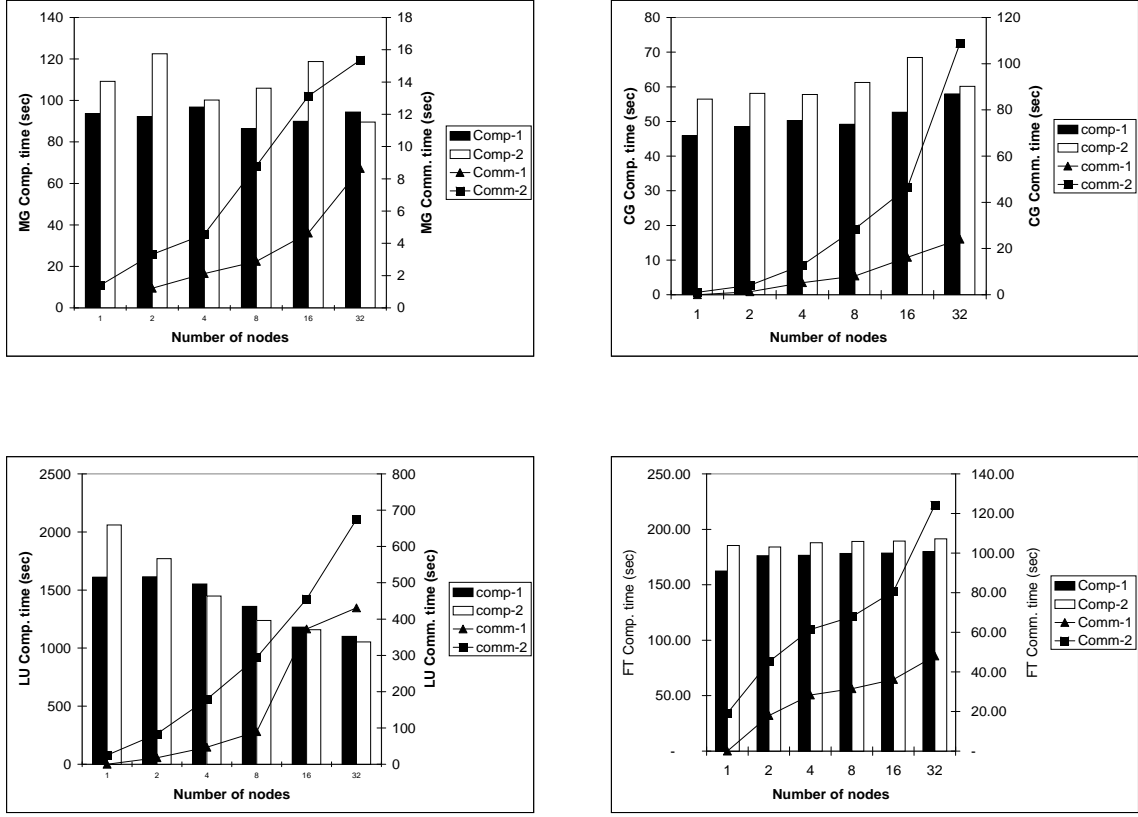 140
120
100
80
60
40
20
0
MG Comp. time (sec)
18
16
14
12
10
8
6
4
2
0
MG Comm. time (sec)
1 2 4 8 16 32
Number of nodes
Comp-1
Comp-2
Comm-1
Comm-2
80
70
60
50
40
30
20
10
0
CG Comp. time (sec)
120
100
80
60
40
20
0
CG Comm. time (sec)
1 2 4 8 16 32
Number of nodes
comp-1
comp-2
comm-1
comm-2
2500
2000
1500
1000
500
0
LU Comp. time (sec)
800
700
600
500
400
300
200
100
0
LU Comm. time (sec)
1 2 4 8 16 32
Number of nodes
comp-1
comp-2
comm-1
comm-2
250.00
200.00
150.00
100.00
50.00
-
FT Comp. time (sec)
140.00
120.00
100.00
80.00
60.00
40.00
20.00
-
FT Comm. time (sec)
1 2 4 8 16 32
Number of nodes
Comp-1
Comp-2
Comm-1
Comm-2